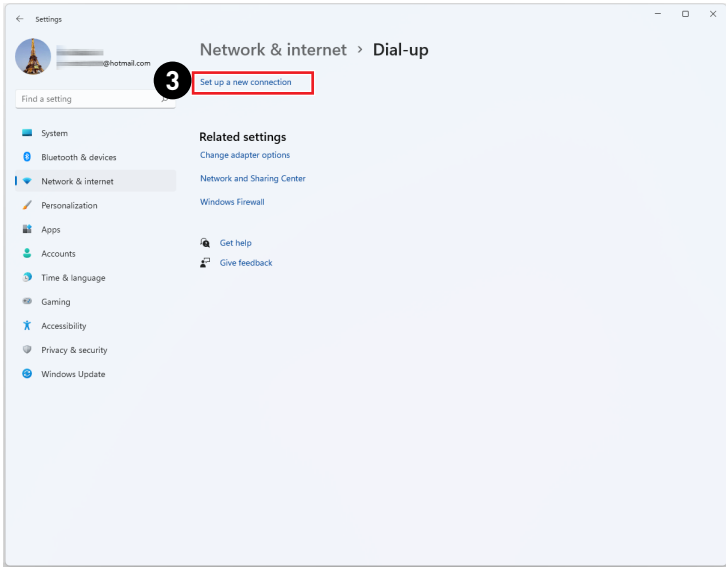 Settings
@hotmail.com
Find a setting
System
Bluetooth & devices
Network & internet
Personalization
Apps
Accounts
Time & language
Gaming
Accessibility
Privacy & security
Windows Update
Network & internet > Dial-up
3
Set up a new connection
Related settings
Change adapter options
Network and Sharing Center
Windows Firewall
Get help
Give feedback